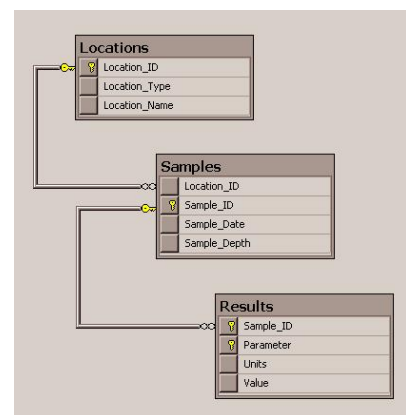 Locations
Location_ID
Location_Type
Location_Name
Samples
Location_ID
Sample_ID
Sample_Date
Sample_Depth
Results
Sample_ID
Parameter
Units
Value